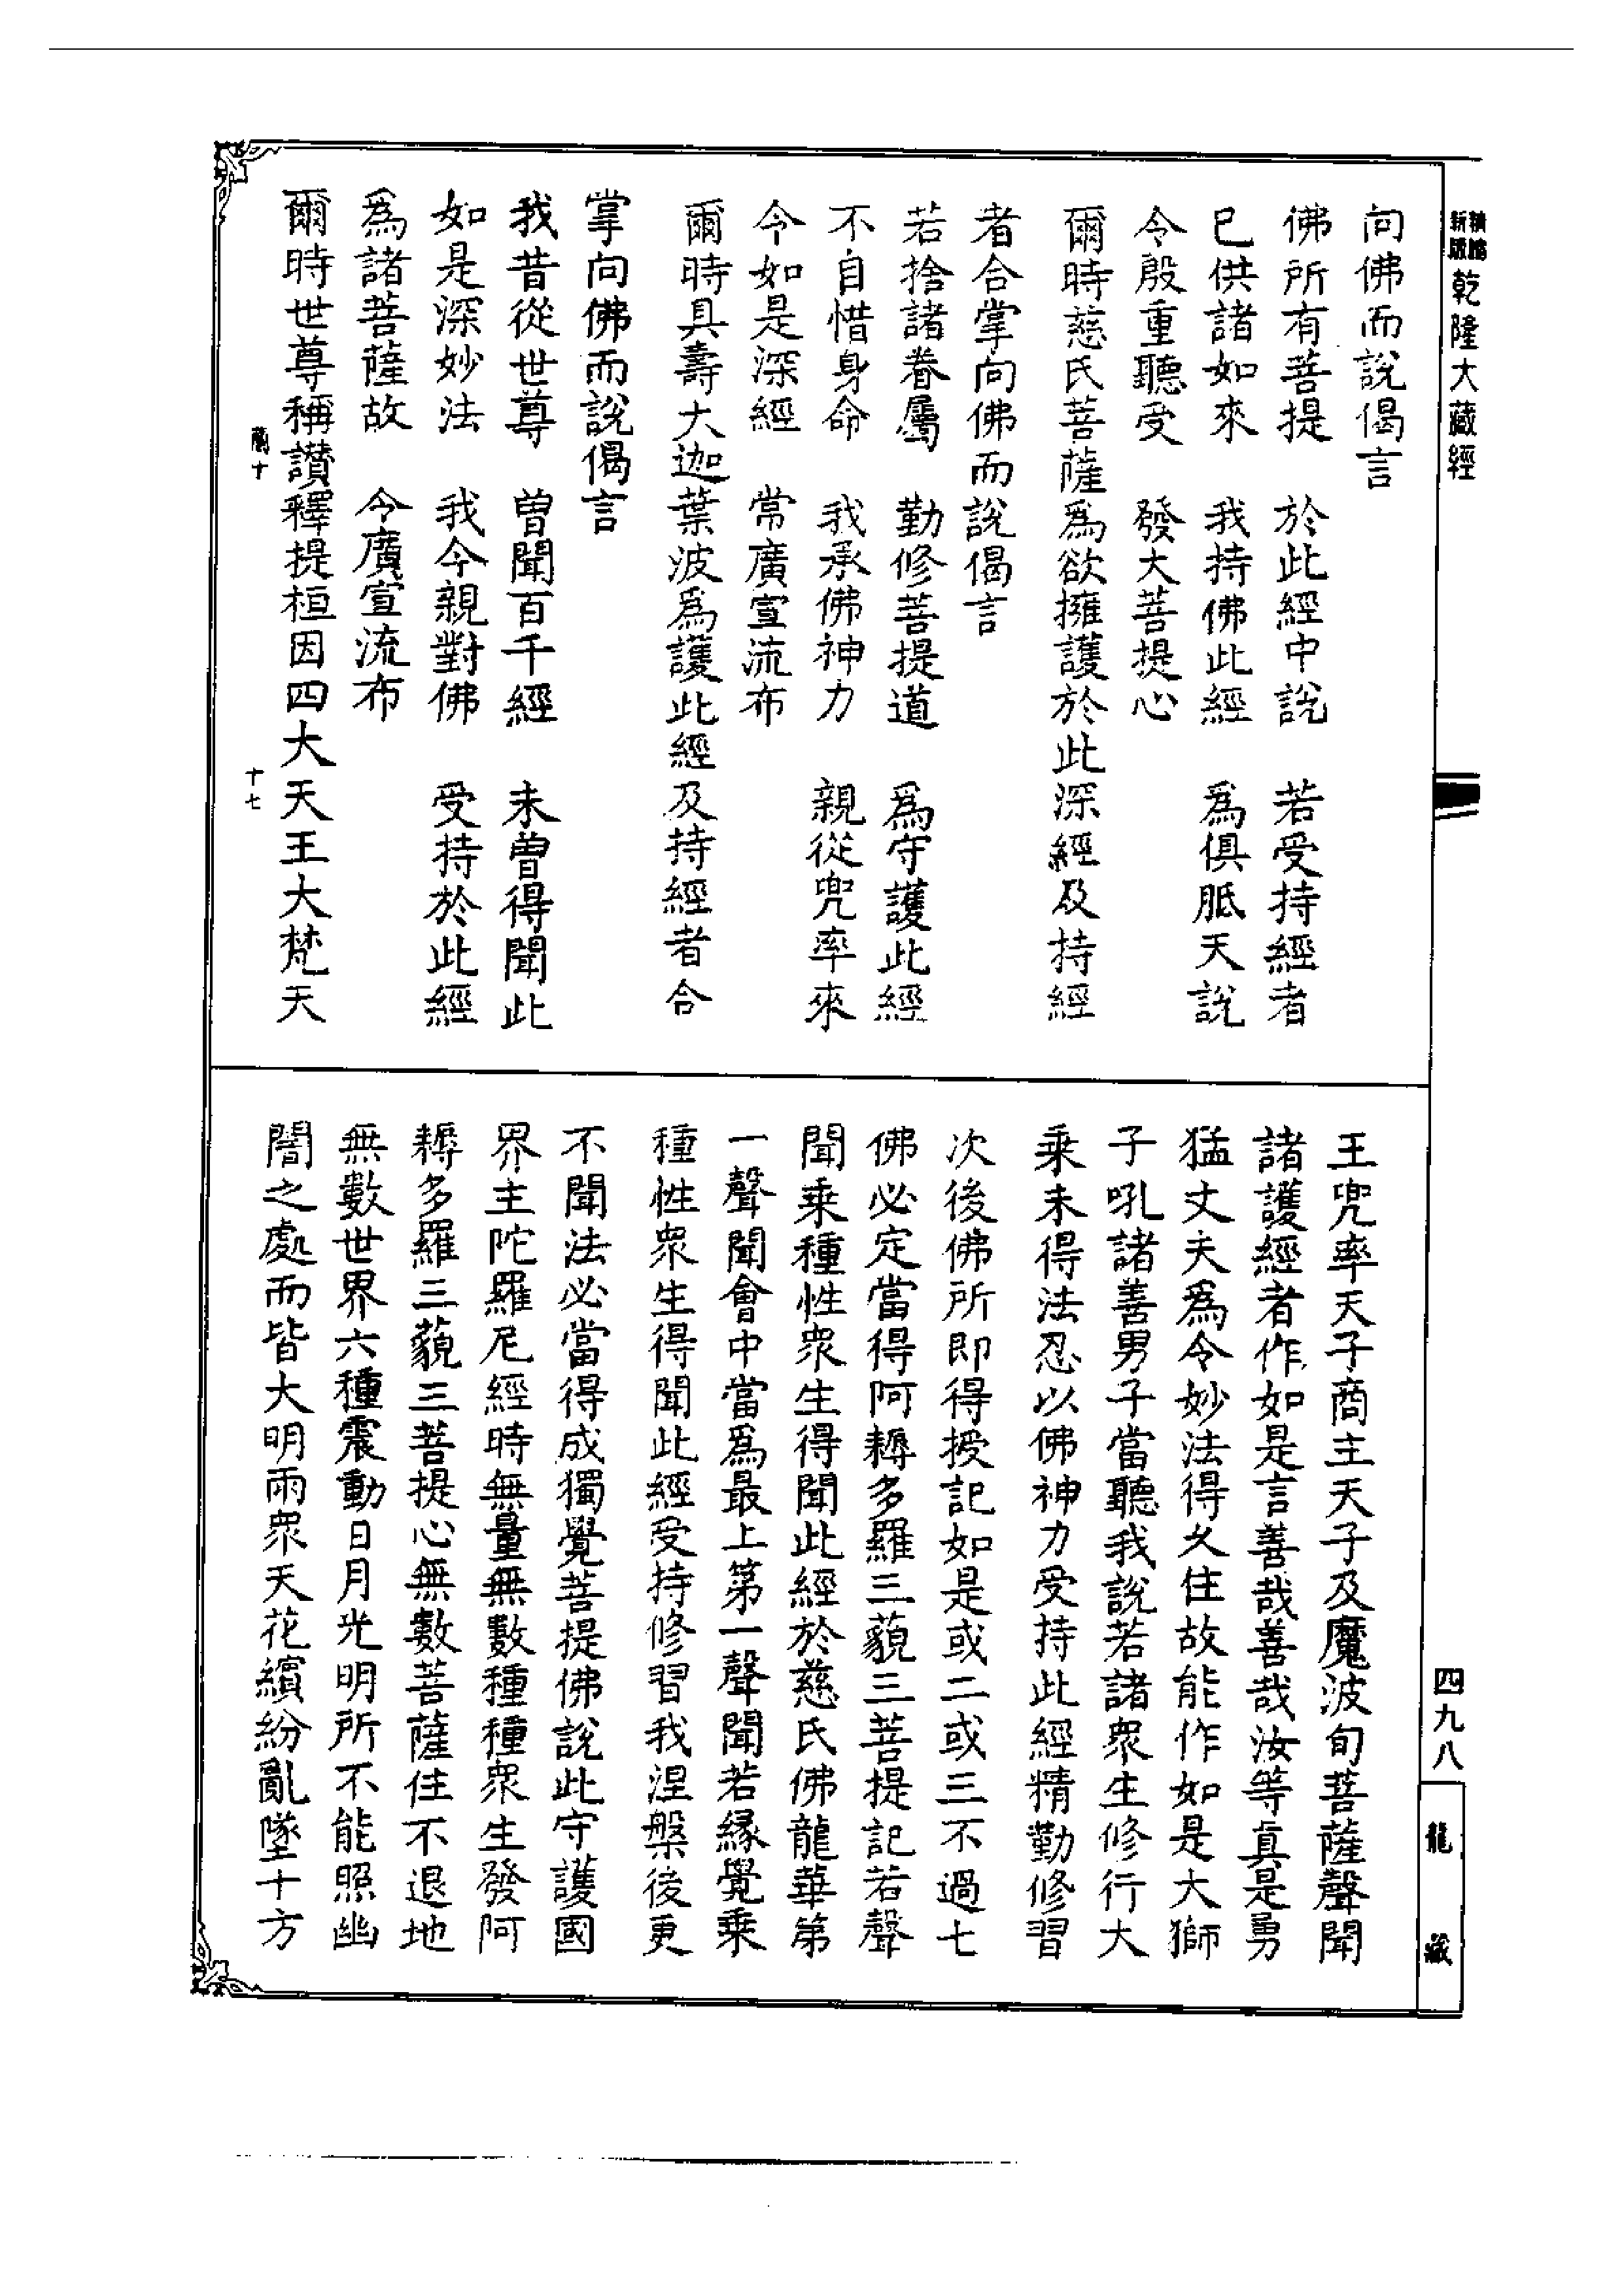 新版
乾隆大藏經
向佛而說偈言
佛所有菩提 於此經中說 若受持經者
已供諸如來 我持佛此經 為俱胝天說
令殷重聽受 發大菩提心
爾時慈氏菩薩為欲擁護於此深經及持經
者合掌向佛而說偈言
若捨諸眷屬 勤修菩提道 為守護此經
不自惜身命 我承佛神力 親從兜率來
今如是深經 常廣宣流布
爾時具壽大迦葉波為護此經及持經者合
掌向佛而說偈言
我昔從世尊 曾聞百千經 未曾得聞此
如是深妙法 我今親對佛 受持於此經
為諸菩薩故 今廣宣流布
爾時世尊稱讚釋提桓因四大天王大梵天
蘭十
十七
王兜率天子商主天子及魔波旬菩薩聲聞
諸護經者作如是言善哉善哉汝等真是勇
猛丈夫為令妙法得久住故能作如是大獅
子吼諸善男子當聽我說若諸眾生修行大
乘未得法忍以佛神力受持此經精勤修習
次後佛所即得授記如是或二或三不過七
佛必定當得阿耨多羅三藐三菩提記若聲
聞乘種性眾生得聞此經於慈氏佛龍華第
一聲聞會中當為最上第一聲聞若緣覺乘
種性眾生得聞此經受持修習我涅槃後更
不聞法必當得成獨覺菩提佛說此守護國
界主陀羅尼經時無量無數種種眾生發阿
耨多羅三藐三菩提心無數菩薩住不退地
無數世界六種震動日月光明所不能照幽
闇之處而皆大明雨眾天花繽紛亂墜十方
四九八
龍藏